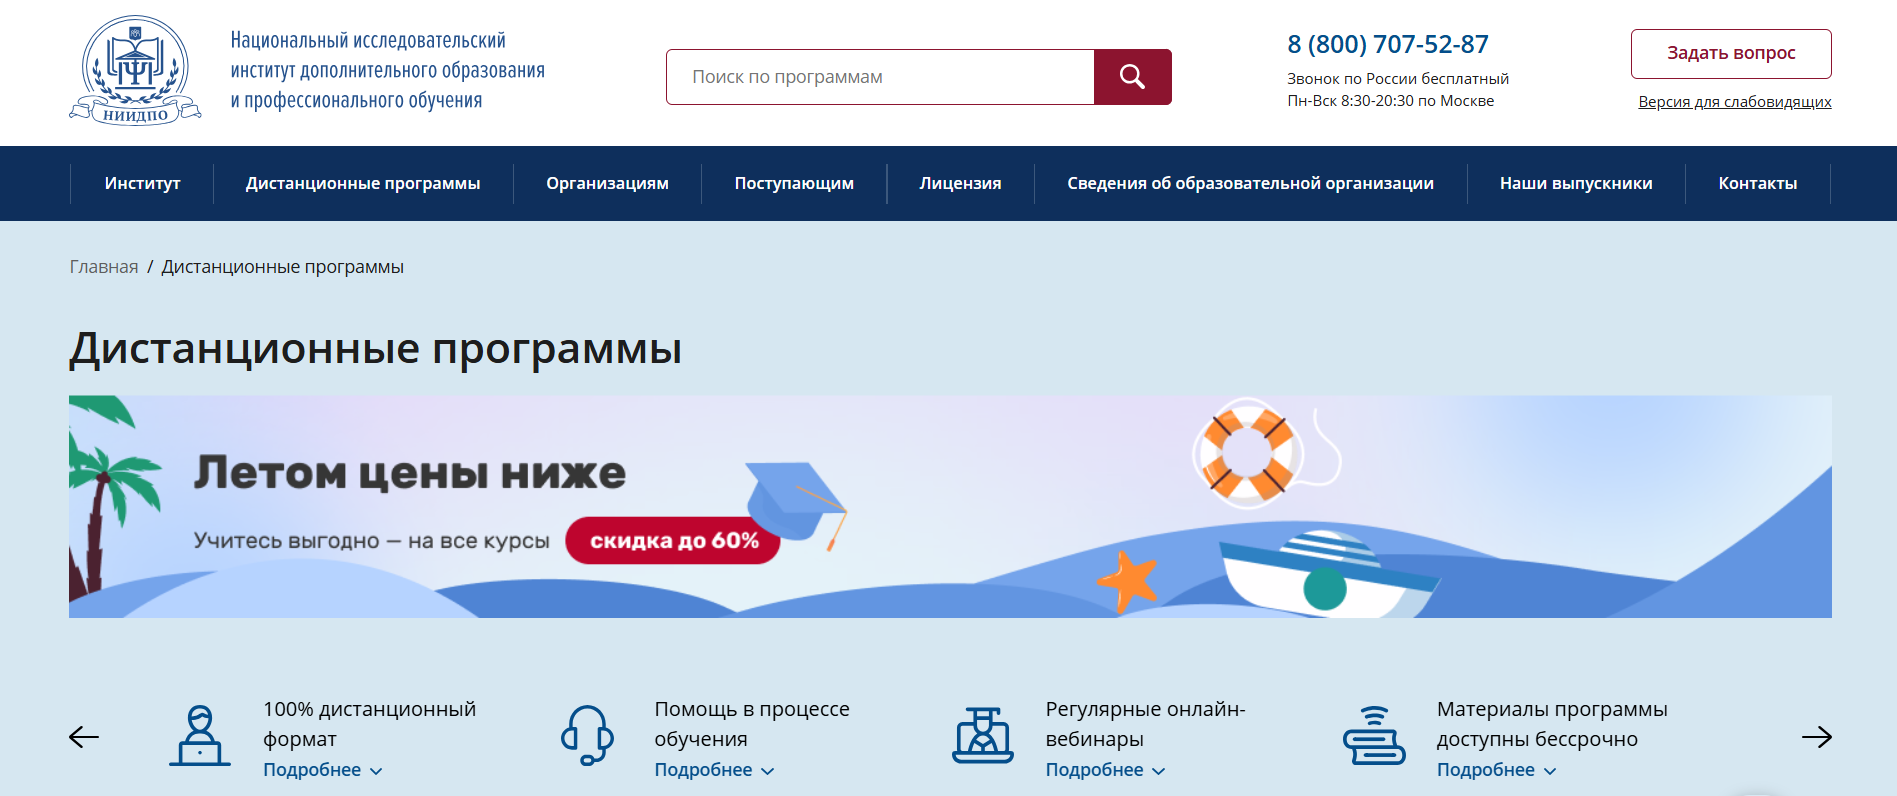 НИИДПО
Национальный исследовательский
институт дополнительного образования
и профессионального обучения
Поиск по программам
8 (800) 707-52-87
Звонок по России бесплатный
Пн-Вск 8:30-20:30 по Москве
Задать вопрос
Версия для слабовидящих
Институт
Дистанционные программы
Организациям
Поступающим
Лицензия
Сведения об образовательной организации
Наши выпускники
Контакты
Главная / Дистанционные программы
Дистанционные программы
Летом цены ниже
Учитесь выгодно — на все курсы
скидка до 60%
100% дистанционный
формат
Подробнее
Помощь в процессе
обучения
Подробнее
Регулярные онлайн-
вебинары
Подробнее
Материалы программы
доступны бессрочно
Подробнее